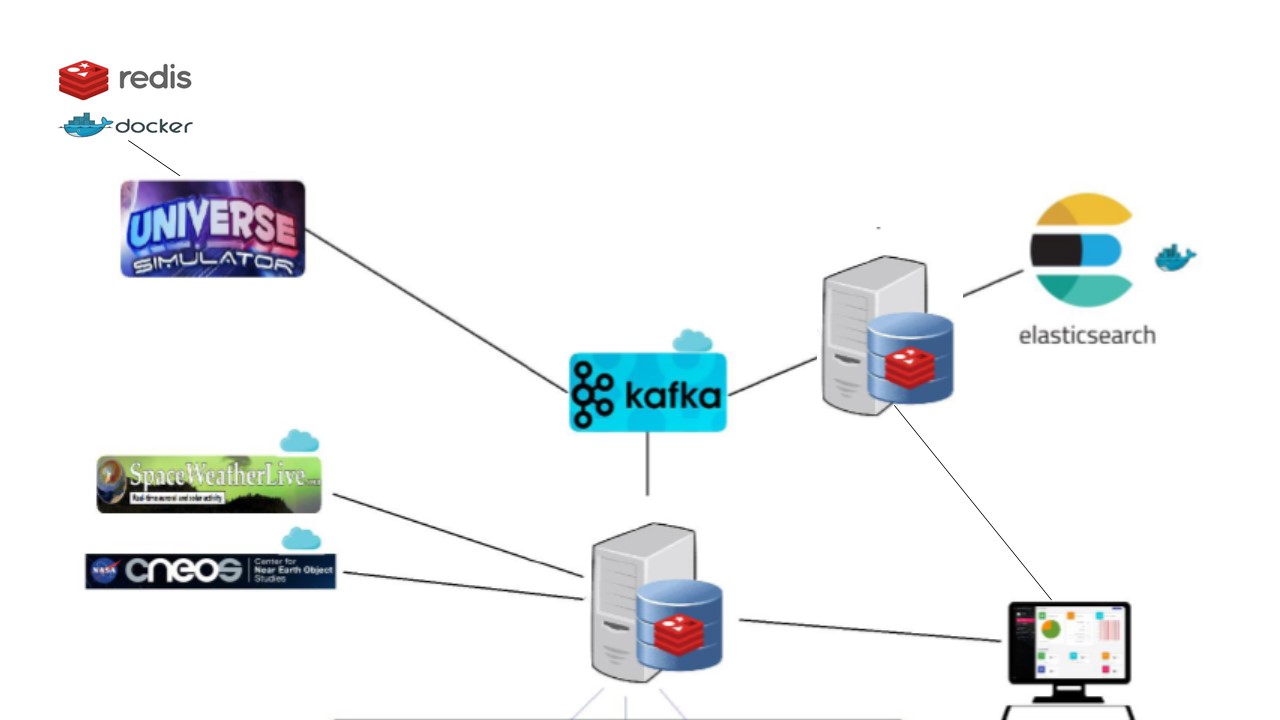 redis
docker
UNIVERSE
SIMULATOR
elasticsearch
kafka
SpaceWeatherLive
Real-time auroral and solar activity
NASA
cneos
Center for
Near Earth Object
Studies